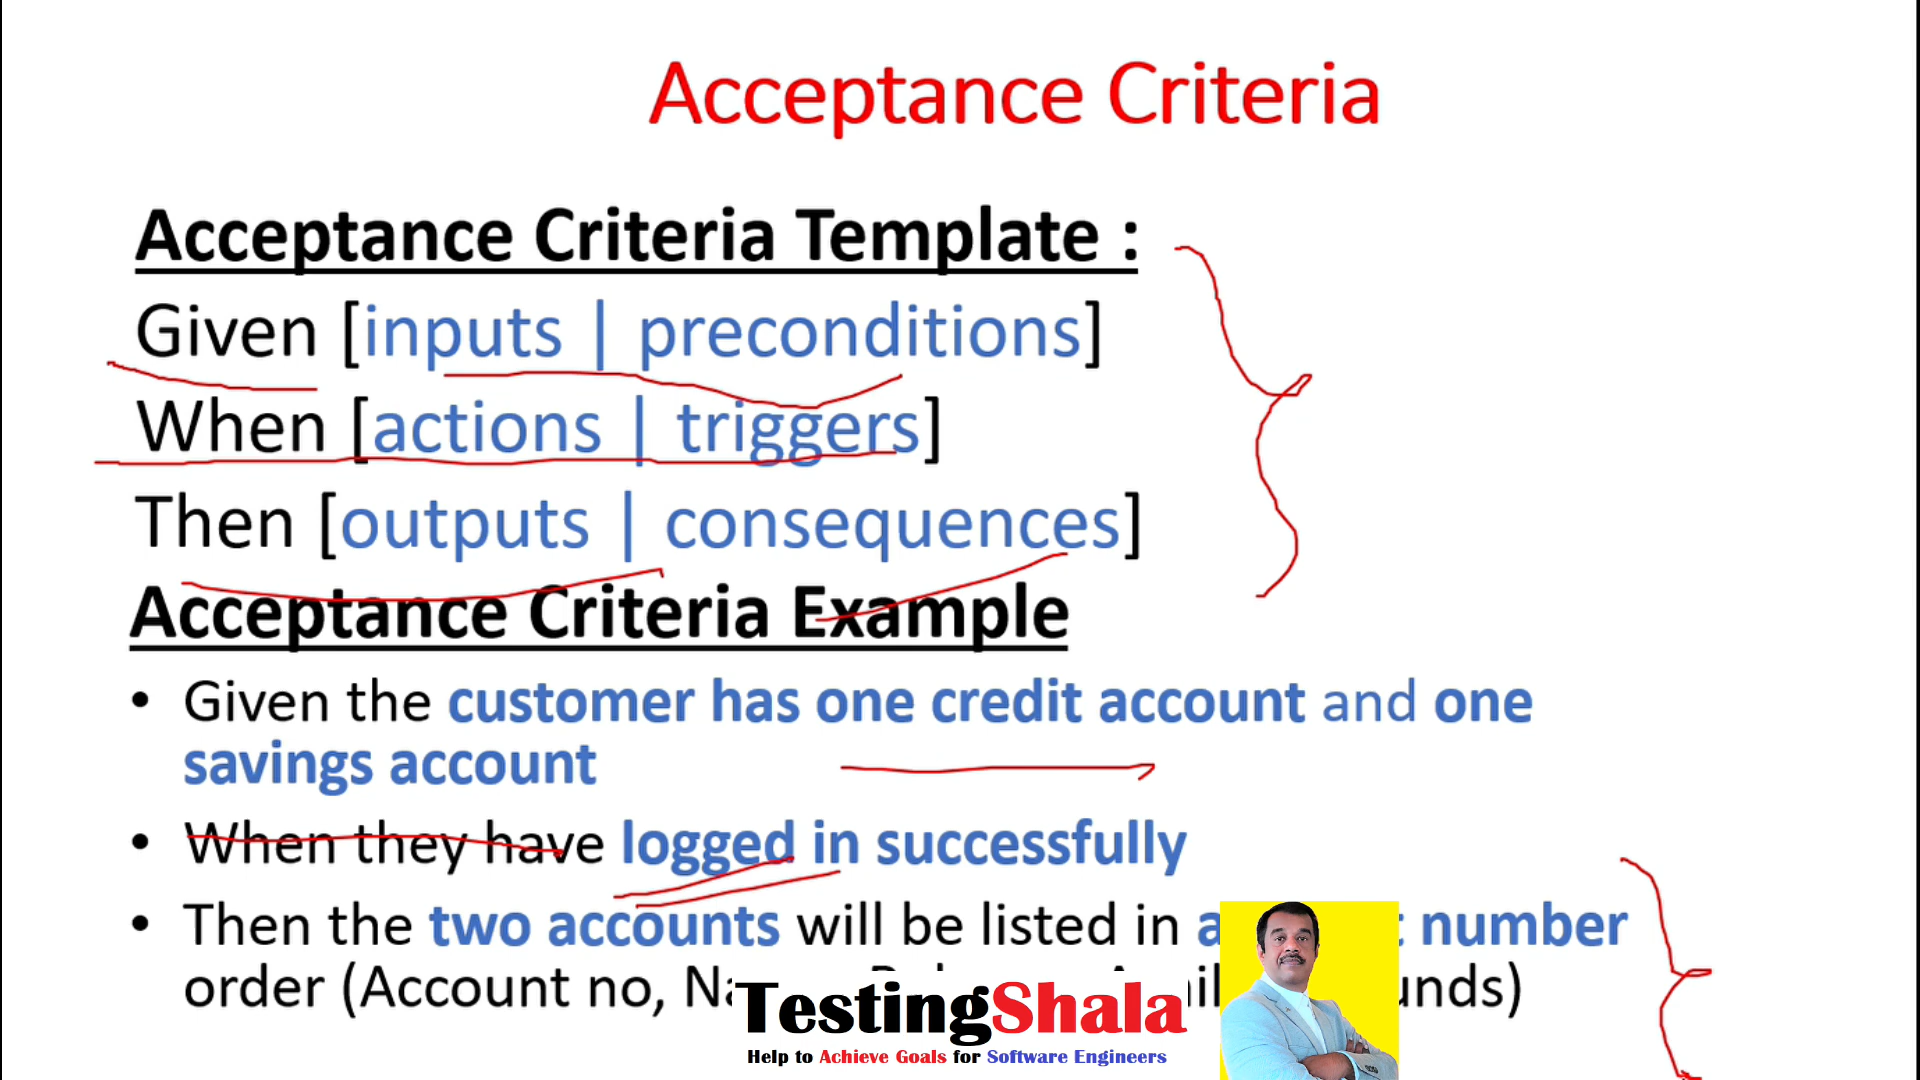 Acceptance Criteria
Acceptance Criteria Template :
Given [inputs | preconditions]
When [actions | triggers]
Then [outputs | consequences]
Acceptance Criteria Example
• Given the customer has one credit account and one
savings account
• When they have logged in successfully
• Then the two accounts will be listed in number
order (Account no,
TestingShala
Help to Achieve Goals for Software Engineers